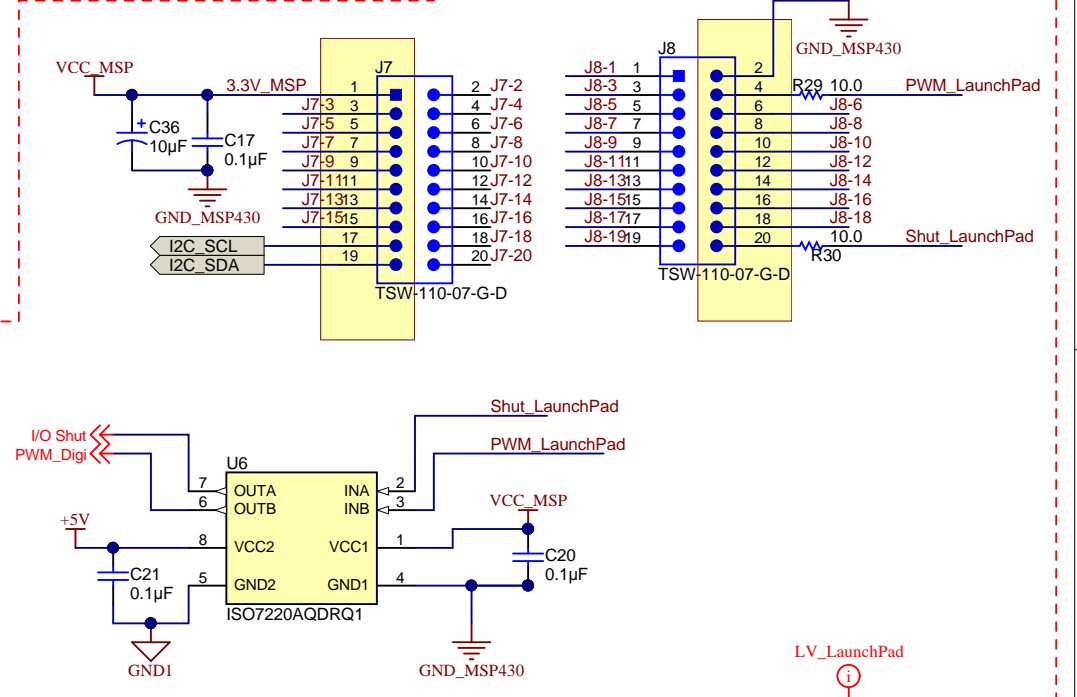 GND_MSP430
J8
VCC_MSP
J7
3.3V_MSP 1 2 J7-2
J7-3 3 4 J7-4
J7-5 5 6 J7-6
J7-7 7 8 J7-8
J7-9 9 10 J7-10
J7-11 11 12 J7-12
J7-13 13 14 J7-14
J7-15 15 16 J7-16
I2C_SCL 17 18 J7-18
I2C_SDA 19 20 J7-20
TSW-110-07-G-D
+ C36
10µF
C17
0.1µF
GND_MSP430
J8-1 1 2
J8-3 3 4 R29 10.0 PWM_LaunchPad
J8-5 5 6 J8-6
J8-7 7 8 J8-8
J8-9 9 10 J8-10
J8-11 11 12 J8-12
J8-13 13 14 J8-14
J8-15 15 16 J8-16
J8-17 17 18 J8-18
J8-19 19 20 10.0 Shut_LaunchPad
R30
TSW-110-07-G-D
Shut_LaunchPad
I/O Shut
PWM_Digi
PWM_LaunchPad
U6
7 OUTA INA 2
6 OUTB INB 3
VCC_MSP
+5V
8 VCC2 VCC1 1
C20
0.1µF
C21
0.1µF
5 GND2 GND1 4
ISO7220AQDRQ1
GND1
GND_MSP430
LV_LaunchPad
i